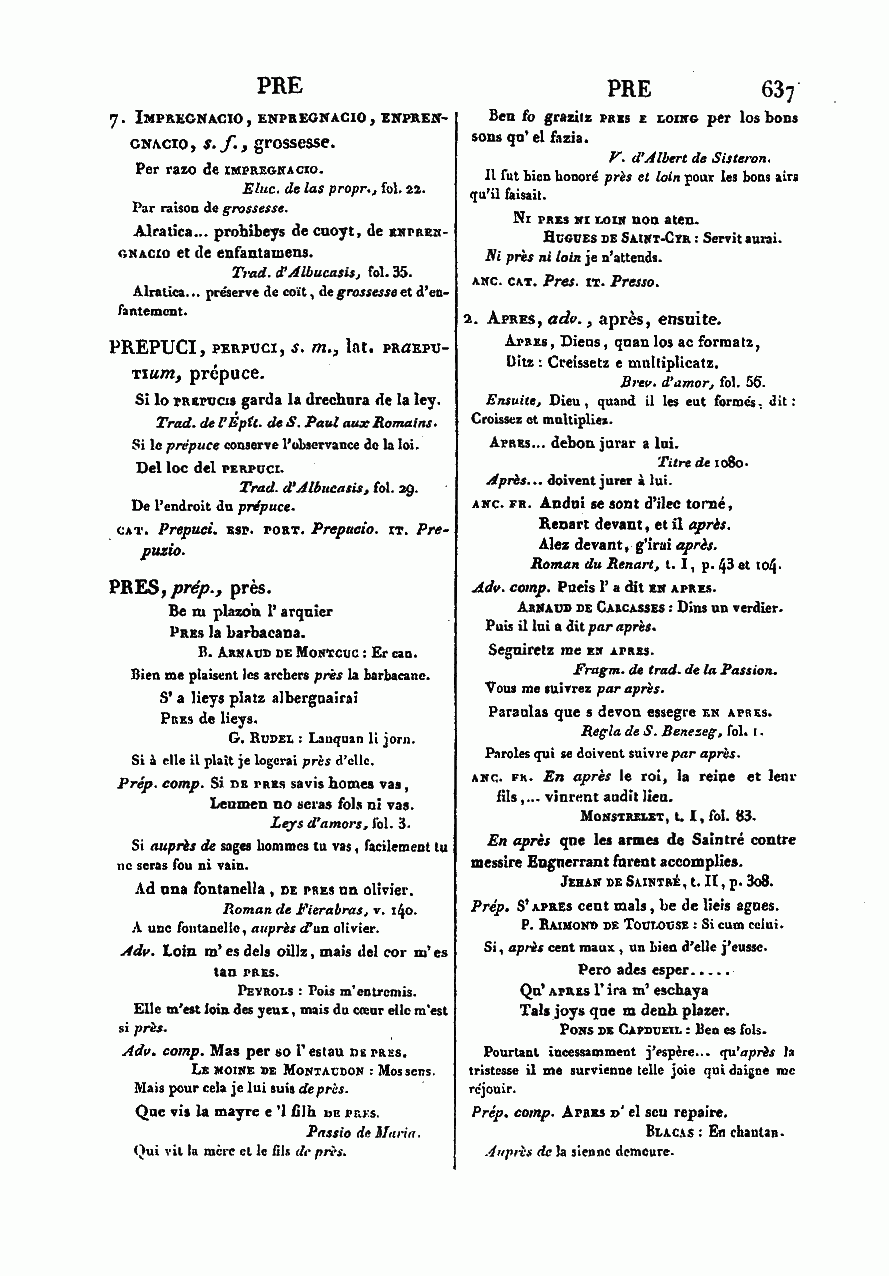 PRE
PRE 637
7. Impregnacio, enpregnacio, enpren-
gnacio, s. f., grossesse.
Per razo de impregnacio.
Eluc. de las propr., fol. 22.
Par raison de grossesse.
Alratica... prohibeys de cuoyt, de enpren-
gnacio et de enfantamens.
Trad. d'Albucasis, fol. 35.
Alratica... préserve de coït, de grossesse et d'en-
fantement.
PREPUCI, perpuci, s. m., lat. praepu-
tium, prépuce.
Si lo prepucis garda la drechura de la ley.
Trad. de l'Épît. de S. Paul aux Romains.
Si le prépuce conserve l'observance de la loi.
Del loc del perpuci.
Trad. d'Albucasis, fol. 29.
De l'endroit du prépuce.
cat. Prepuci. esp. port. Prepucio. it. Pre-
puzio.
PRES, prép., près.
Be m plazon l'arquier
Pres la barbacana.
B. Arnaud de Montcuc : Er can.
Bien me plaisent les archers près la barbacane.
S' a lieys platz alberguairai
Pres de lieys.
G. Rudel : Lauquan li jorn.
Si à elle il plaît je logerai près d'elle.
Prép. comp. Si de pres savis homes vas,
Leumen no seras fols ni vas.
Leys d'amors, fol. 3.
Si auprès de sages hommes tu vas, facilement tu
ne seras fou ni vain.
Ad una fontanella, de pres un olivier.
Roman de Fierabras, v. 140.
A une fontanelle, auprès d'un olivier.
Adv. Loin m'es dels oillz, mais del cor m'es
tan pres.
Peyrols : Pois m'entremis.
Elle m'est loin des yeux, mais du cœur elle m'est
si près.
Adv. comp. Mas per so l'estau de pres.
Le moine de Montaudon : Mos sens.
Mais pour cela je lui suis de près.
Que vis la mayre e 'l filh de pres.
Passio de Maria.
Qui vit la mère et le fils de près.
Ben fo grazitz pres e loing per los bons
sons qu'el fazia.
V. d'Albert de Sisteron.
Il fut bien honoré près et loin pour les bons airs
qu'il faisait.
Ni pres ni loin non aten.
Hugues de Saint-Cyr : Servit aurai.
Ni près ni loin je n'attends.
anc. cat. Pres. it. Presso.
2. Apres, adv., après, ensuite.
Apres, Dieus, quan los ac formatz,
Ditz : Creissetz e multiplicatz.
Brev. d'amor, fol. 56.
Ensuite, Dieu, quand il les eut formés, dit :
Croissez et multipliez.
Apres... debon jurar a lui.
Titre de 1080.
Après... doivent jurer à lui.
anc. fr. Andui se sont d'ilec torné,
Renart devant, et il après.
Alez devant, g'irai après.
Roman du Renart, t. I, p. 43 et 104.
Adv. comp. Pueis l'a dit en apres.
Arnaud de Carcasses : Dins un verdier.
Puis il lui a dit par après.
Seguiretz me en apres.
Fragm. de trad. de la Passion.
Vous me suivrez par après.
Paraulas que s devon essegre en apres.
Regla de S. Benezeg, fol. 1.
Paroles qui se doivent suivre par après.
anc. fr. En après le roi, la reine et leur
fils,... vinrent audit lieu.
Monstrelet, t. I, fol. 83.
En après que les armes de Saintré contre
messire Enguerrant furent accomplies.
Jehan de Saintré, t. II, p. 308.
Prép. S'apres cent mals, be de lieis agues.
P. Raimond de Toulouse : Si cum celui.
Si, après cent maux, un bien d'elle j'eusse.
Pero ades esper.....
Qu'apres l'ira m'eschaya
Tals joys que m denh plazer.
Pons de Capdueil : Ben es fols.
Pourtant incessamment j'espère... qu'après la
tristesse il me survienne telle joie qui daigne me
réjouir.
Prép. comp. Apres d'el seu repaire.
Blacas : En chantan.
Auprès de la sienne demeure.